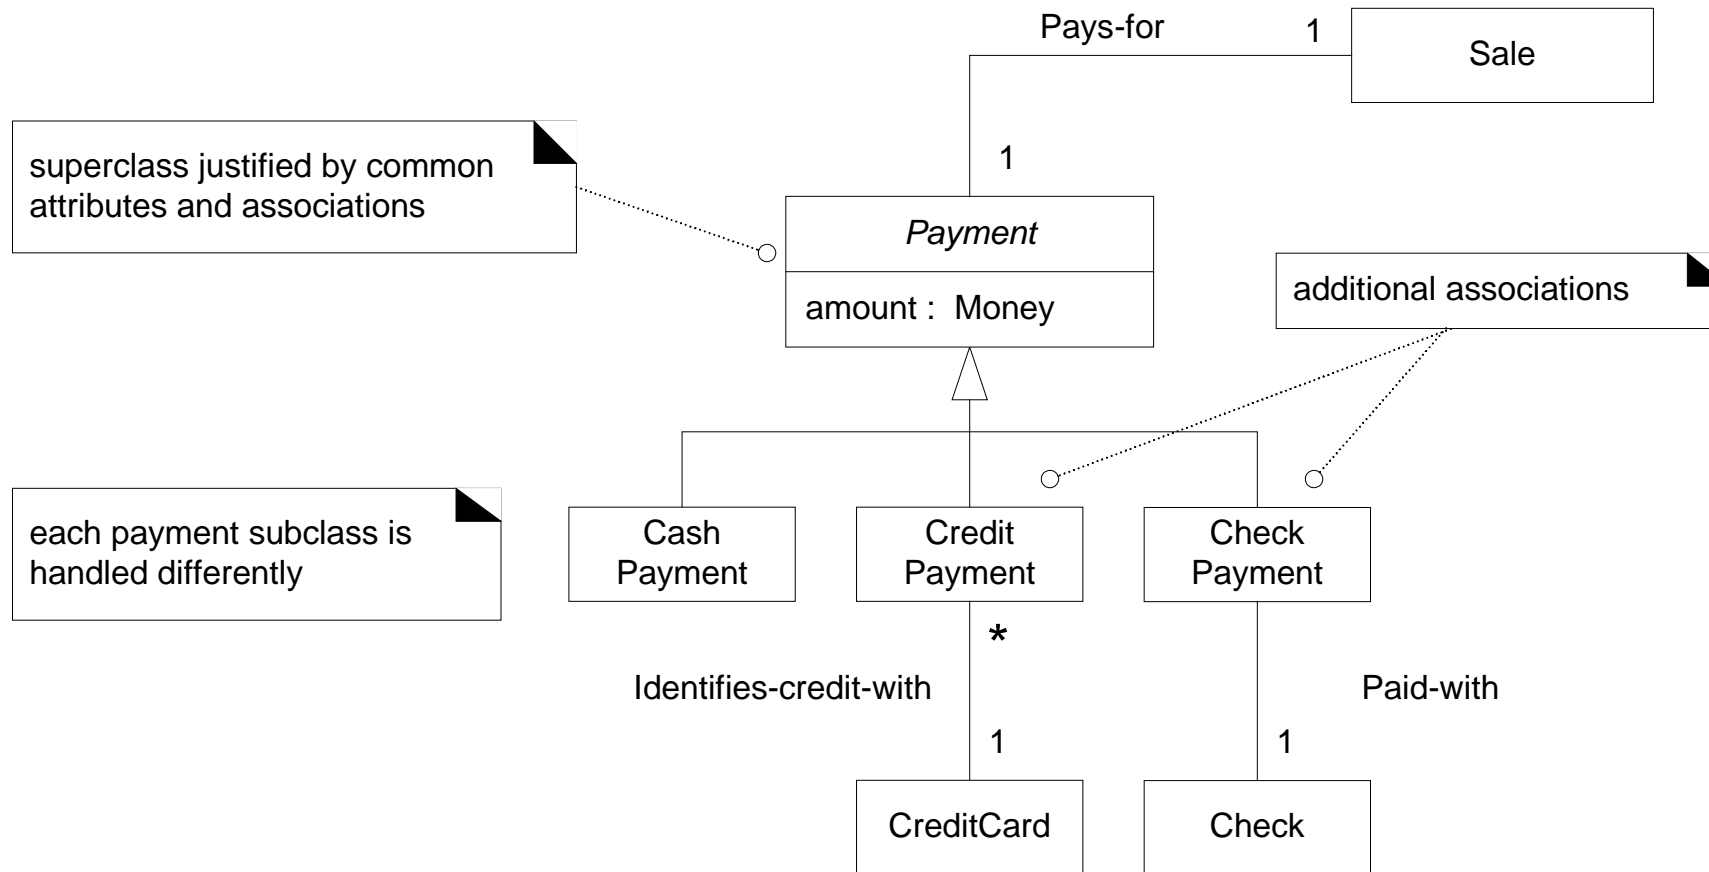 Pays-for
1
Sale
superclass justified by common
attributes and associations
1
Payment
amount : Money
additional associations
each payment subclass is
handled differently
Cash
Payment
Credit
Payment
Check
Payment
*
Identifies-credit-with
Paid-with
1
1
CreditCard
Check